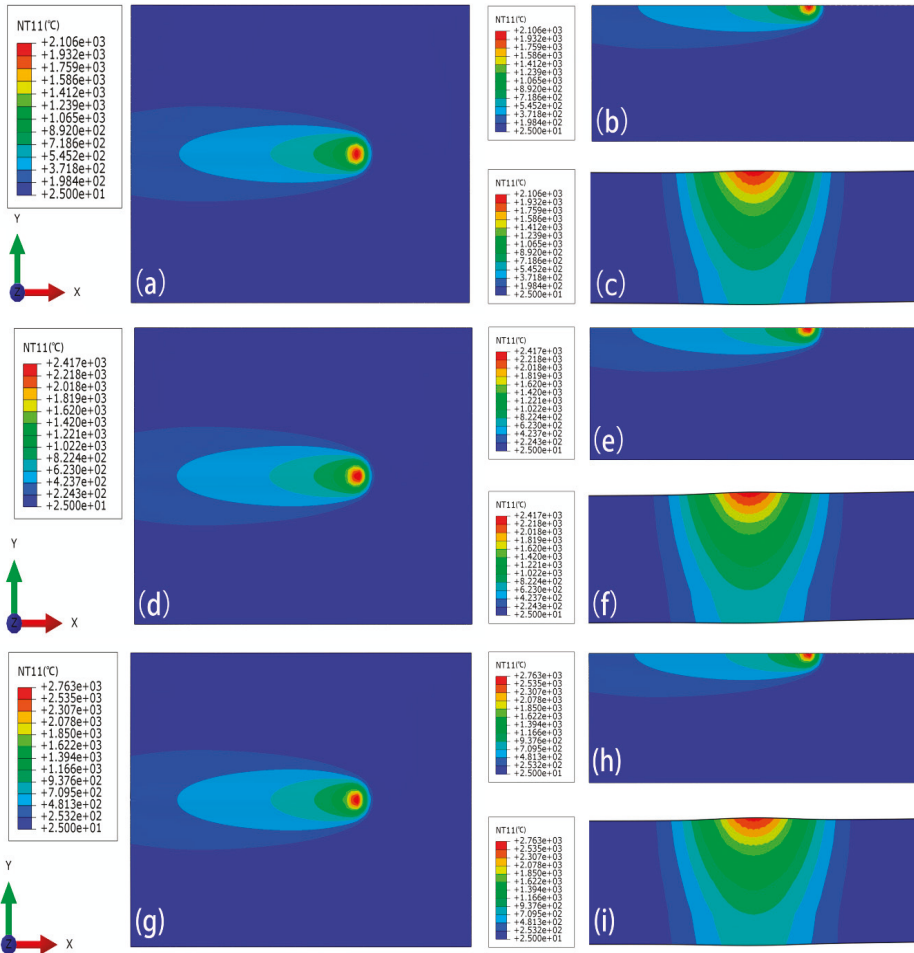 NT11(℃)
+2.106e+03
+1.932e+03
+1.759e+03
+1.586e+03
+1.412e+03
+1.239e+03
+1.065e+03
+8.920e+02
+7.186e+02
+5.452e+02
+3.718e+02
+1.984e+02
+2.500e+01
Y
Z
X
(a)
NT11(℃)
+2.106e+03
+1.932e+03
+1.759e+03
+1.586e+03
+1.412e+03
+1.239e+03
+1.065e+03
+8.920e+02
+7.186e+02
+5.452e+02
+3.718e+02
+1.984e+02
+2.500e+01
(b)
NT11(℃)
+2.106e+03
+1.932e+03
+1.759e+03
+1.586e+03
+1.412e+03
+1.239e+03
+1.065e+03
+8.920e+02
+7.186e+02
+5.452e+02
+3.718e+02
+1.984e+02
+2.500e+01
(c)
NT11(℃)
+2.417e+03
+2.218e+03
+2.018e+03
+1.819e+03
+1.620e+03
+1.420e+03
+1.221e+03
+1.022e+03
+8.224e+02
+6.230e+02
+4.237e+02
+2.243e+02
+2.500e+01
Y
Z
X
(d)
NT11(℃)
+2.417e+03
+2.218e+03
+2.018e+03
+1.819e+03
+1.620e+03
+1.420e+03
+1.221e+03
+1.022e+03
+8.224e+02
+6.230e+02
+4.237e+02
+2.243e+02
+2.500e+01
(e)
NT11(℃)
+2.417e+03
+2.218e+03
+2.018e+03
+1.819e+03
+1.620e+03
+1.420e+03
+1.221e+03
+1.022e+03
+8.224e+02
+6.230e+02
+4.237e+02
+2.243e+02
+2.500e+01
(f)
NT11(℃)
+2.763e+03
+2.535e+03
+2.307e+03
+2.078e+03
+1.850e+03
+1.622e+03
+1.394e+03
+1.166e+03
+9.376e+02
+7.095e+02
+4.813e+02
+2.532e+02
+2.500e+01
Y
Z
X
(g)
NT11(℃)
+2.763e+03
+2.535e+03
+2.307e+03
+2.078e+03
+1.850e+03
+1.622e+03
+1.394e+03
+1.166e+03
+9.376e+02
+7.095e+02
+4.813e+02
+2.532e+02
+2.500e+01
(h)
NT11(℃)
+2.763e+03
+2.535e+03
+2.307e+03
+2.078e+03
+1.850e+03
+1.622e+03
+1.394e+03
+1.166e+03
+9.376e+02
+7.095e+02
+4.813e+02
+2.532e+02
+2.500e+01
(i)